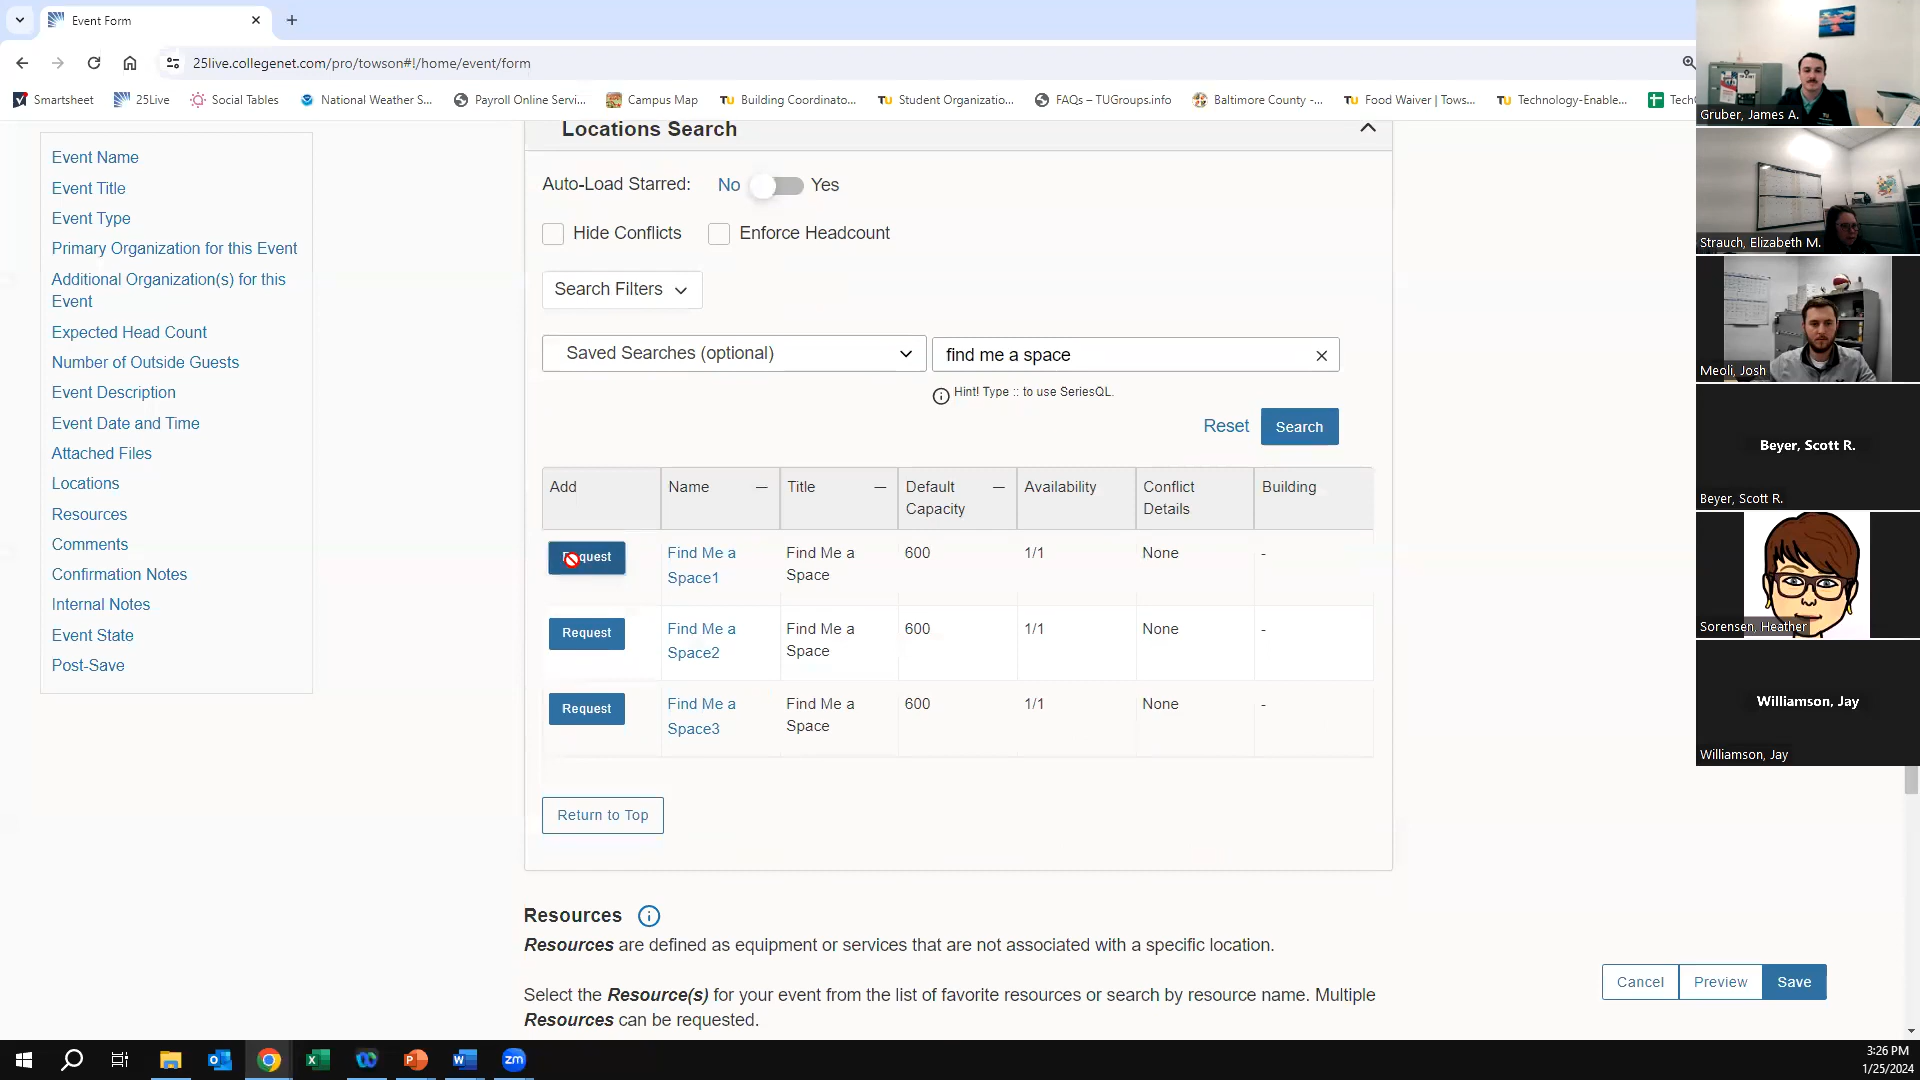 Event Form
25live.collegenet.com/pro/towson#!/home/event/form
Smartsheet
25Live
Social Tables
National Weather S...
Payroll Online Servi...
Campus Map
TU Building Coordinato...
TU Student Organizatio...
FAQs – TUGroups.info
Baltimore County -...
TU Food Waiver | Tows...
TU Technology-Enable...
Event Name
Event Title
Event Type
Primary Organization for this Event
Additional Organization(s) for this
Event
Expected Head Count
Number of Outside Guests
Event Description
Event Date and Time
Attached Files
Locations
Resources
Comments
Confirmation Notes
Internal Notes
Event State
Post-Save
Locations Search
Auto-Load Starred: No Yes
Hide Conflicts Enforce Headcount
Search Filters
Saved Searches (optional) find me a space
Hint! Type :: to use SeriesQL.
Reset Search
Add Name Title Default Availability Conflict Building
Capacity Details
Request Find Me a Find Me a 600 1/1 None -
Space1 Space
Request Find Me a Find Me a 600 1/1 None -
Space2 Space
Request Find Me a Find Me a 600 1/1 None -
Space3 Space
Return to Top
Resources
Resources are defined as equipment or services that are not associated with a specific location.
Select the Resource(s) for your event from the list of favorite resources or search by resource name. Multiple
Resources can be requested.
Cancel Preview Save
Gruber, James A.
Strauch, Elizabeth M.
Meoli, Josh
Beyer, Scott R.
Beyer, Scott R.
Sorensen, Heather
Williamson, Jay
Williamson, Jay
zm
3:26 PM
1/25/2024